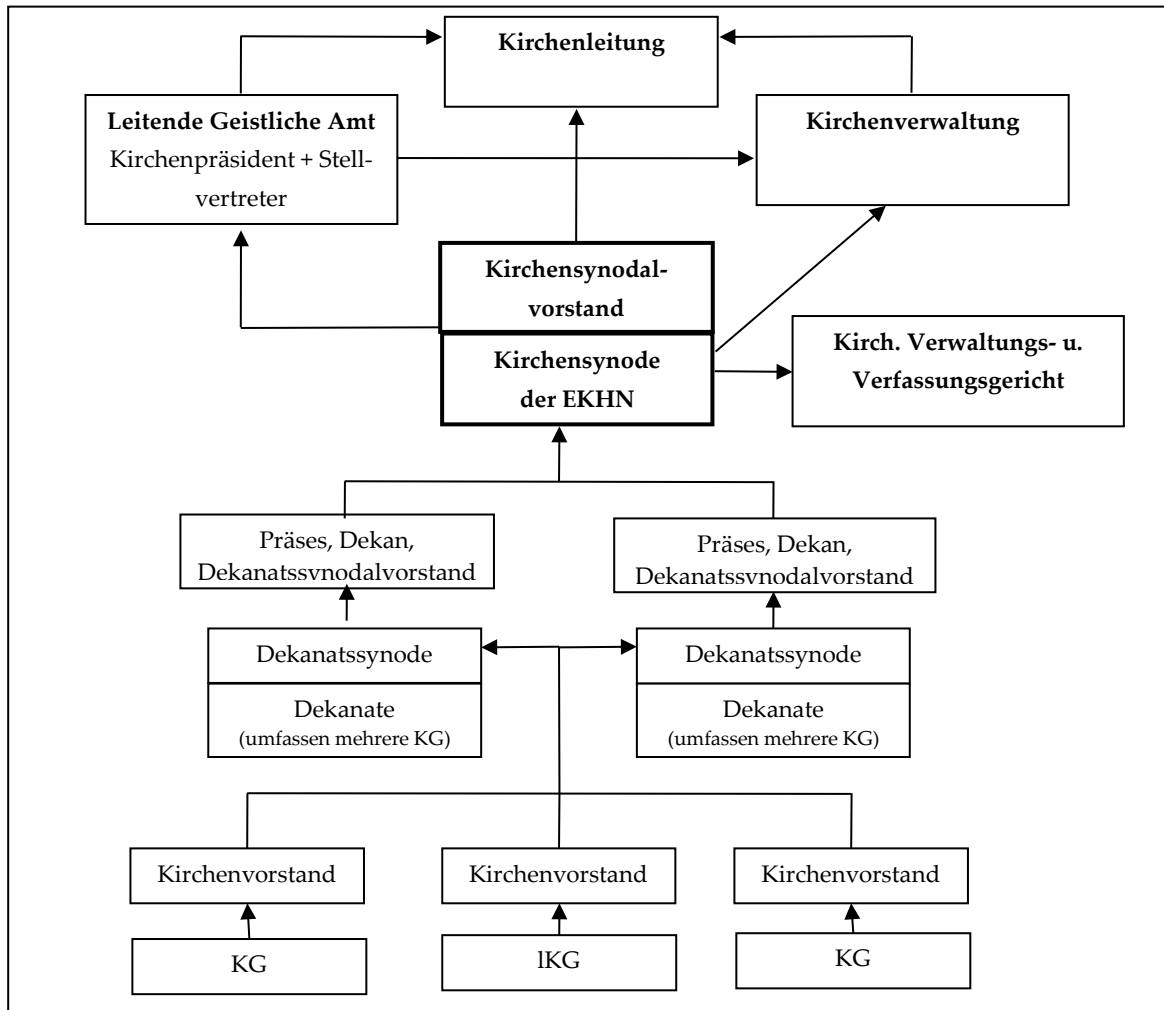 Kirchenleitung
Leitende Geistliche Amt
Kirchenpräsident + Stell-
vertreter
Kirchenverwaltung
Kirchensynodal-
vorstand
Kirchensynode
der EKHN
Kirch. Verwaltungs- u.
Verfassungsgericht
Präses, Dekan,
Dekanatssvnodalvorstand
Präses, Dekan,
Dekanatssvnodalvorstand
Dekanatssynode
Dekanate
(umfassen mehrere KG)
Dekanatssynode
Dekanate
(umfassen mehrere KG)
Kirchenvorstand
Kirchenvorstand
Kirchenvorstand
KG
lKG
KG